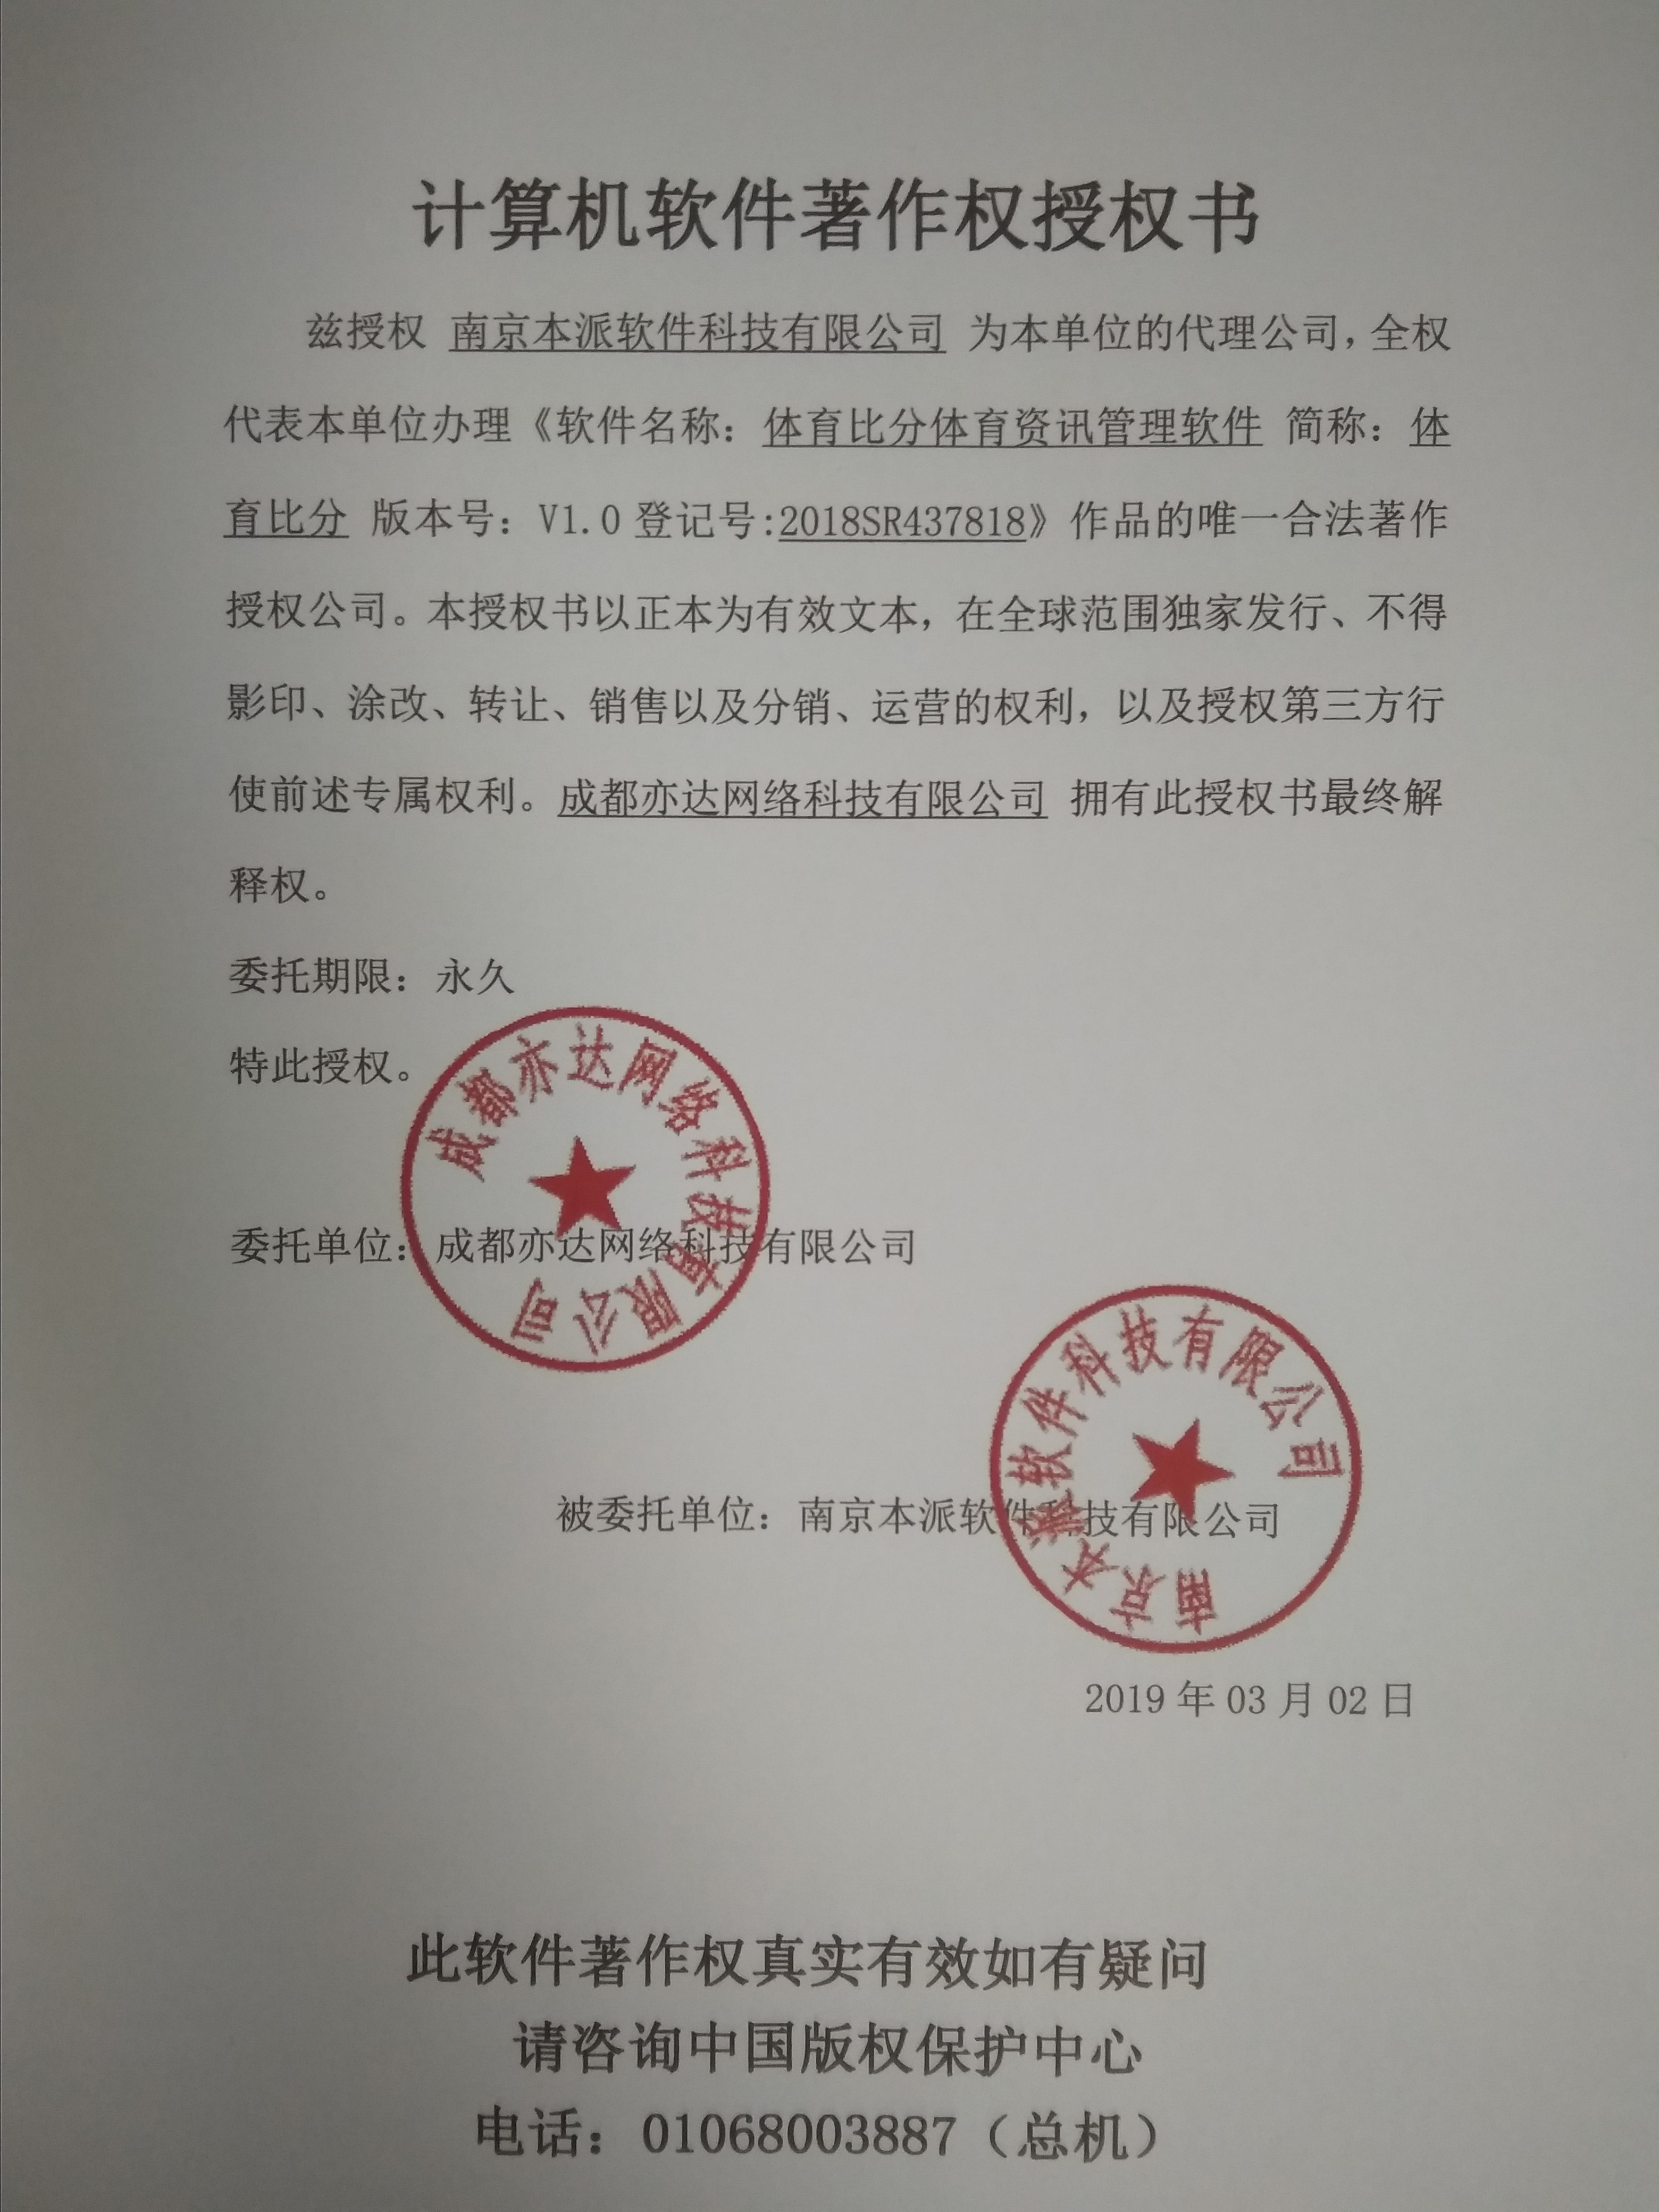 计算机软件著作权授权书
兹授权 南京本派软件科技有限公司 为本单位的代理公司，全权
代表本单位办理《软件名称：体育比分体育资讯管理软件 简称：体
育比分 版本号：V1.0 登记号:2018SR437818》作品的唯一合法著作
授权公司。本授权书以正本为有效文本，在全球范围独家发行、不得
影印、涂改、转让、销售以及分销、运营的权利，以及授权第三方行
使前述专属权利。成都亦达网络科技有限公司 拥有此授权书最终解
释权。
委托期限：永久
特此授权。
成都亦达网络科技有限公司
委托单位：成都亦达网络科技有限公司
南京本派软件科技有限公司
被委托单位：南京本派软件科技有限公司
2019 年 03 月 02 日
此软件著作权真实有效如有疑问
请咨询中国版权保护中心
电话：01068003887（总机）